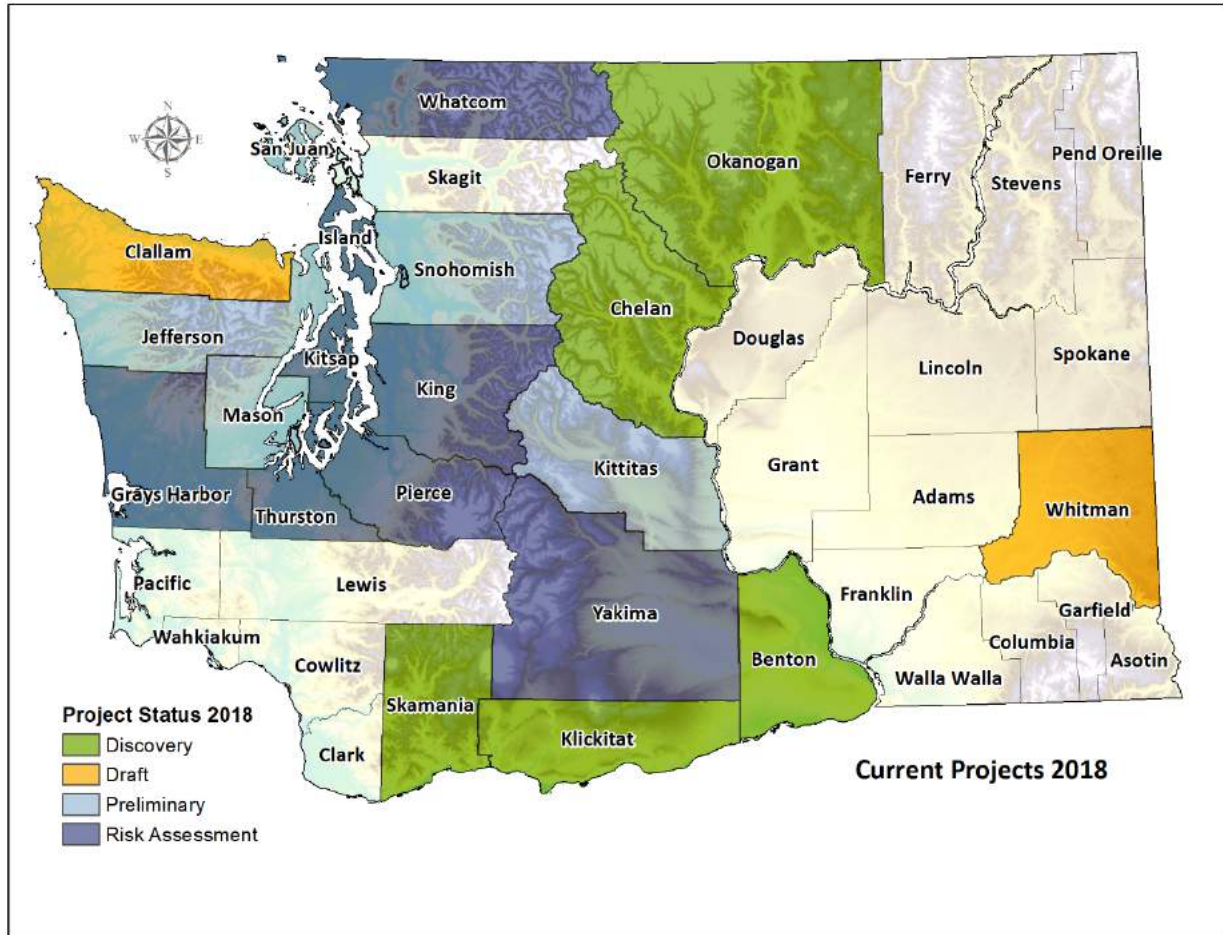 N
W E
S
Whatcom
San Juan
Skagit
Okanogan
Ferry
Stevens
Pend Oreille
Clallam
Island
Snohomish
Chelan
Jefferson
Douglas
Kitsap
King
Lincoln
Spokane
Mason
Kittitas
Grant
Grays Harbor
Thurston
Pierce
Adams
Whitman
Pacific
Lewis
Yakima
Franklin
Garfield
Wahkiakum
Cowlitz
Columbia
Asotin
Benton
Walla Walla
Skamania
Klickitat
Clark
Project Status 2018
Discovery
Draft
Preliminary
Risk Assessment
Current Projects 2018